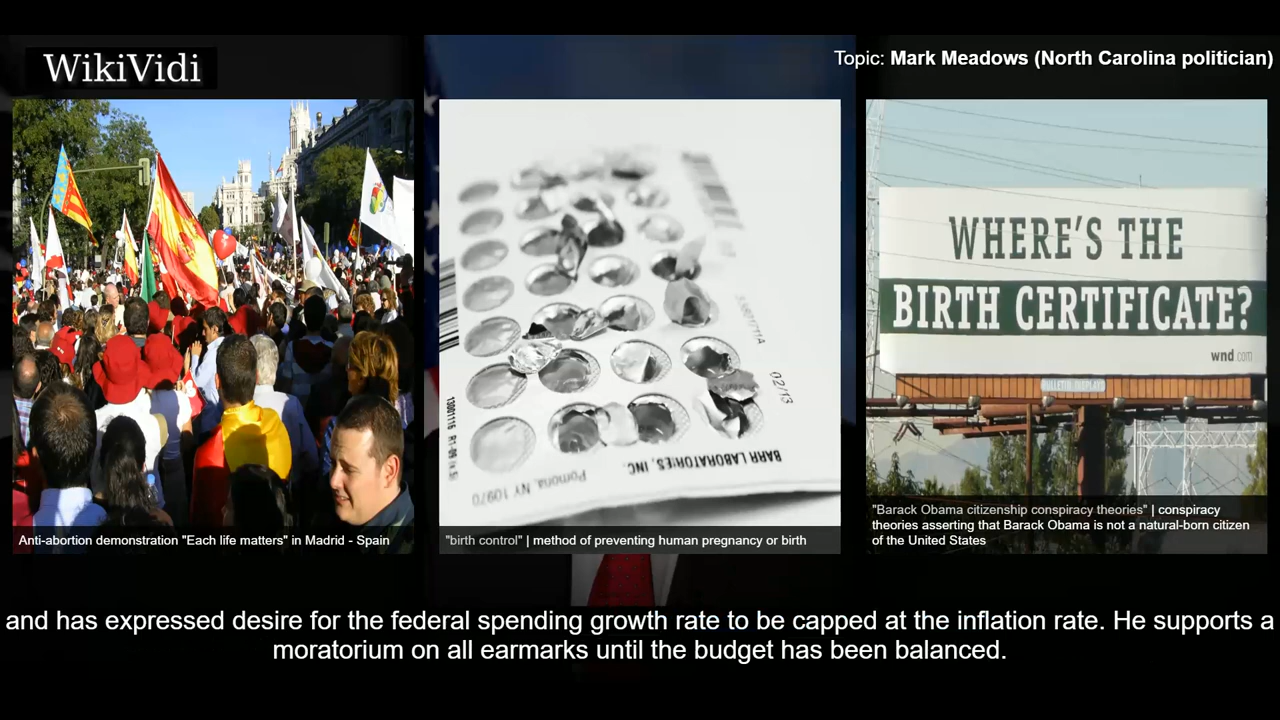 WikiVidi
Topic: Mark Meadows (North Carolina politician)
Anti-abortion demonstration "Each life matters" in Madrid - Spain
02/13
BARR LABORATORIES, INC.
Pomona, NY 10970
"birth control" | method of preventing human pregnancy or birth
WHERE'S THE
BIRTH CERTIFICATE?
wnd.com
"Barack Obama citizenship conspiracy theories" | conspiracy
theories asserting that Barack Obama is not a natural-born citizen
of the United States
and has expressed desire for the federal spending growth rate to be capped at the inflation rate. He supports a
moratorium on all earmarks until the budget has been balanced.